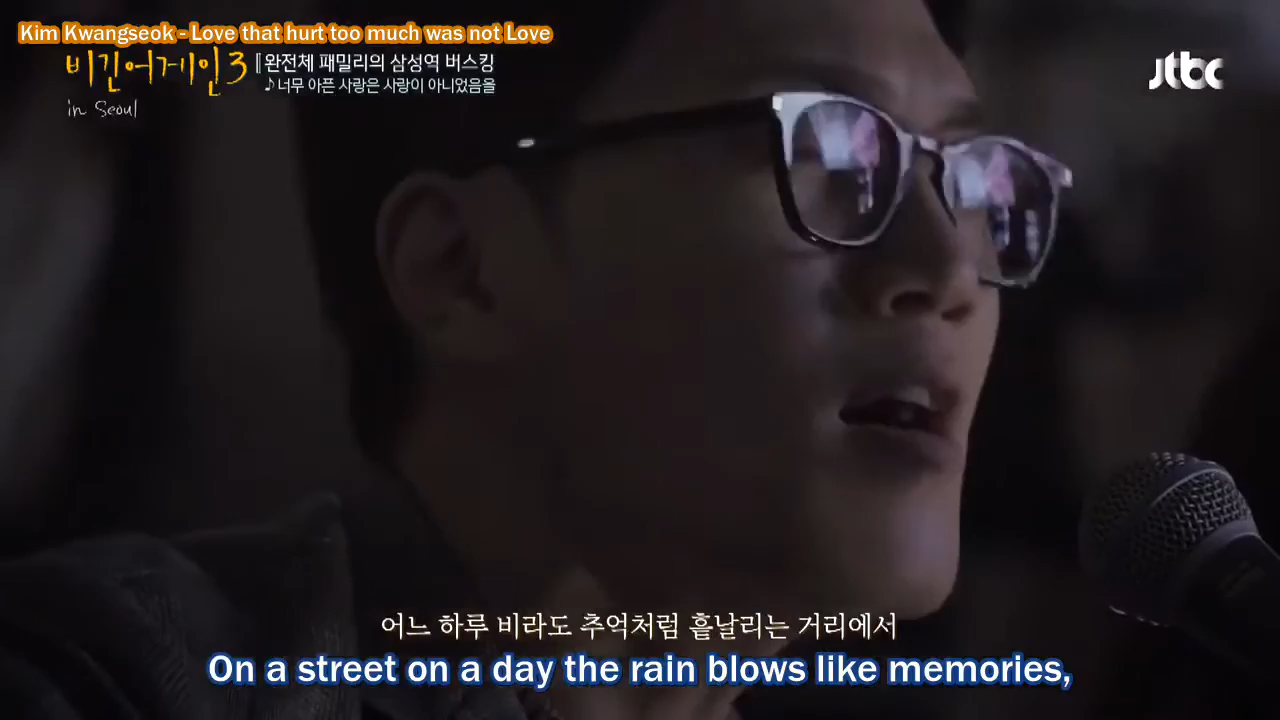 Kim Kwangseok - Love that hurt too much was not Love
비긴어게인3
완전체 패밀리의 삼성역 버스킹
♪너무 아픈 사랑은 사랑이 아니었음을
in Seoul
jtbc
어느 하루 비라도 추억처럼 흩날리는 거리에서
On a street on a day the rain blows like memories,